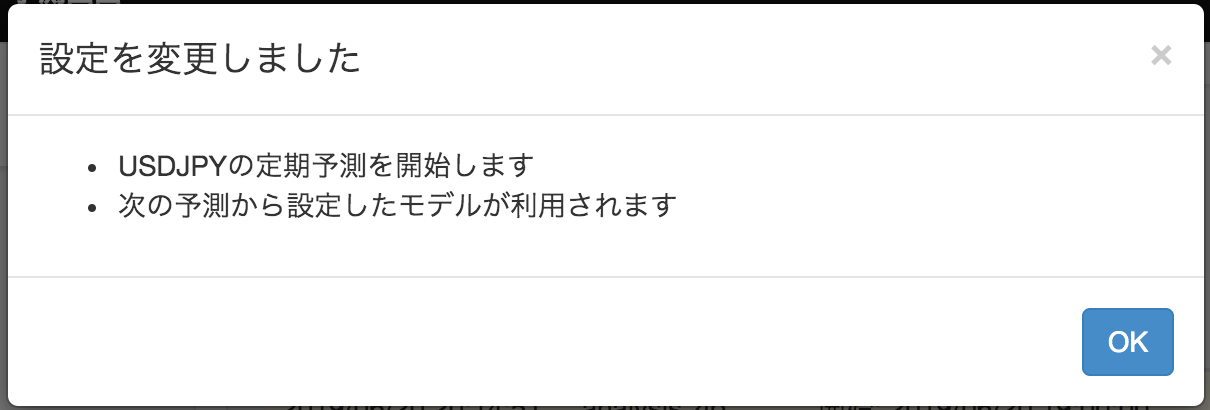 設定を変更しました
×
USDJPYの定期予測を開始します
次の予測から設定したモデルが利用されます
OK